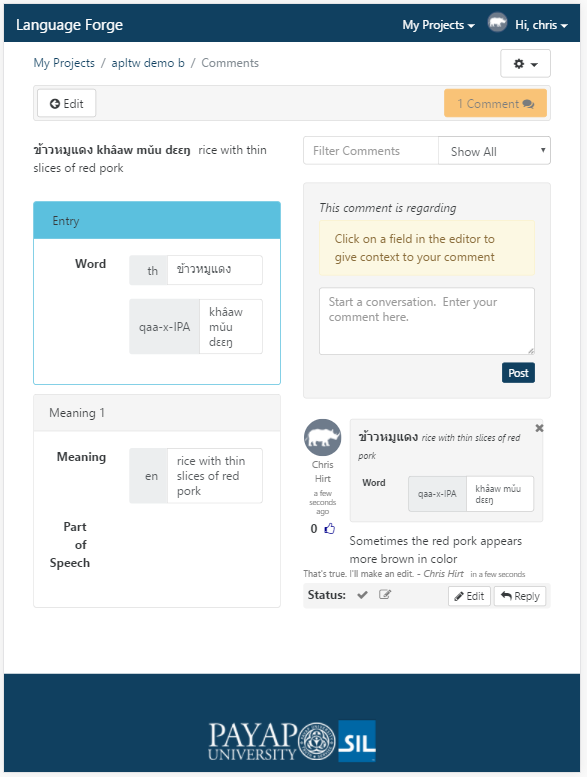 Language Forge
My Projects
Hi, chris
My Projects / apltw demo b / Comments
Edit
1 Comment
ข้าวหมูแดง khâaw mǔu dɛɛŋ rice with thin
slices of red pork
Filter Comments
Show All
Entry
Word
th
ข้าวหมูแดง
qaa-x-IPA
khâaw
mǔu
dɛɛŋ
Meaning 1
Meaning
en
rice with thin
slices of red
pork
Part
of
Speech
This comment is regarding
Click on a field in the editor to
give context to your comment
Start a conversation. Enter your
comment here.
Post
Chris
Hirt
a few
seconds
ago
0
ข้าวหมูแดง rice with thin slices of red
pork
Word
qaa-x-IPA
khâaw mǔu
dɛɛŋ
Sometimes the red pork appears
more brown in color
That's true. I'll make an edit. - Chris Hirt in a few seconds
Status:
Edit
Reply
PAYAP
UNIVERSITY
SIL